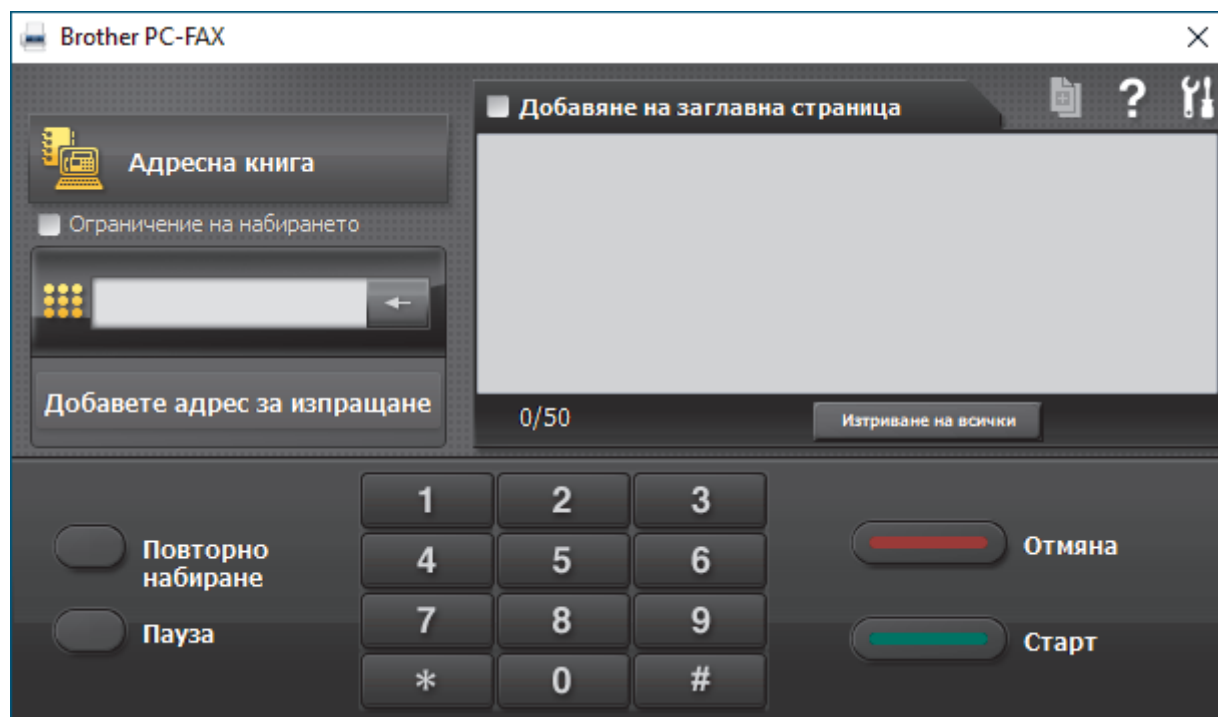 Brother PC-FAX
Адресна книга
Ограничение на набирането
Добавете адрес за изпращане
Добавяне на заглавна страница
?
0/50
Изтриване на всички
Повторно
набиране
Пауза
1 2 3
4 5 6
7 8 9
* 0 #
Отмяна
Старт